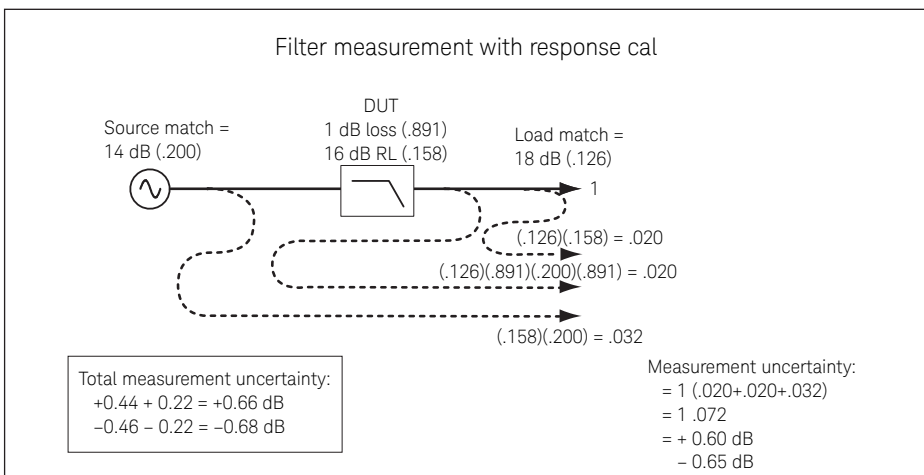 Filter measurement with response cal
Source match =
14 dB (.200)
DUT
1 dB loss (.891)
16 dB RL (.158)
Load match =
18 dB (.126)
1
(.126)(.158) = .020
(.126)(.891)(.200)(.891) = .020
(.158)(.200) = .032
Total measurement uncertainty:
+0.44 + 0.22 = +0.66 dB
−0.46 − 0.22 = −0.68 dB
Measurement uncertainty:
= 1 (.020+.020+.032)
= 1 .072
= + 0.60 dB
− 0.65 dB